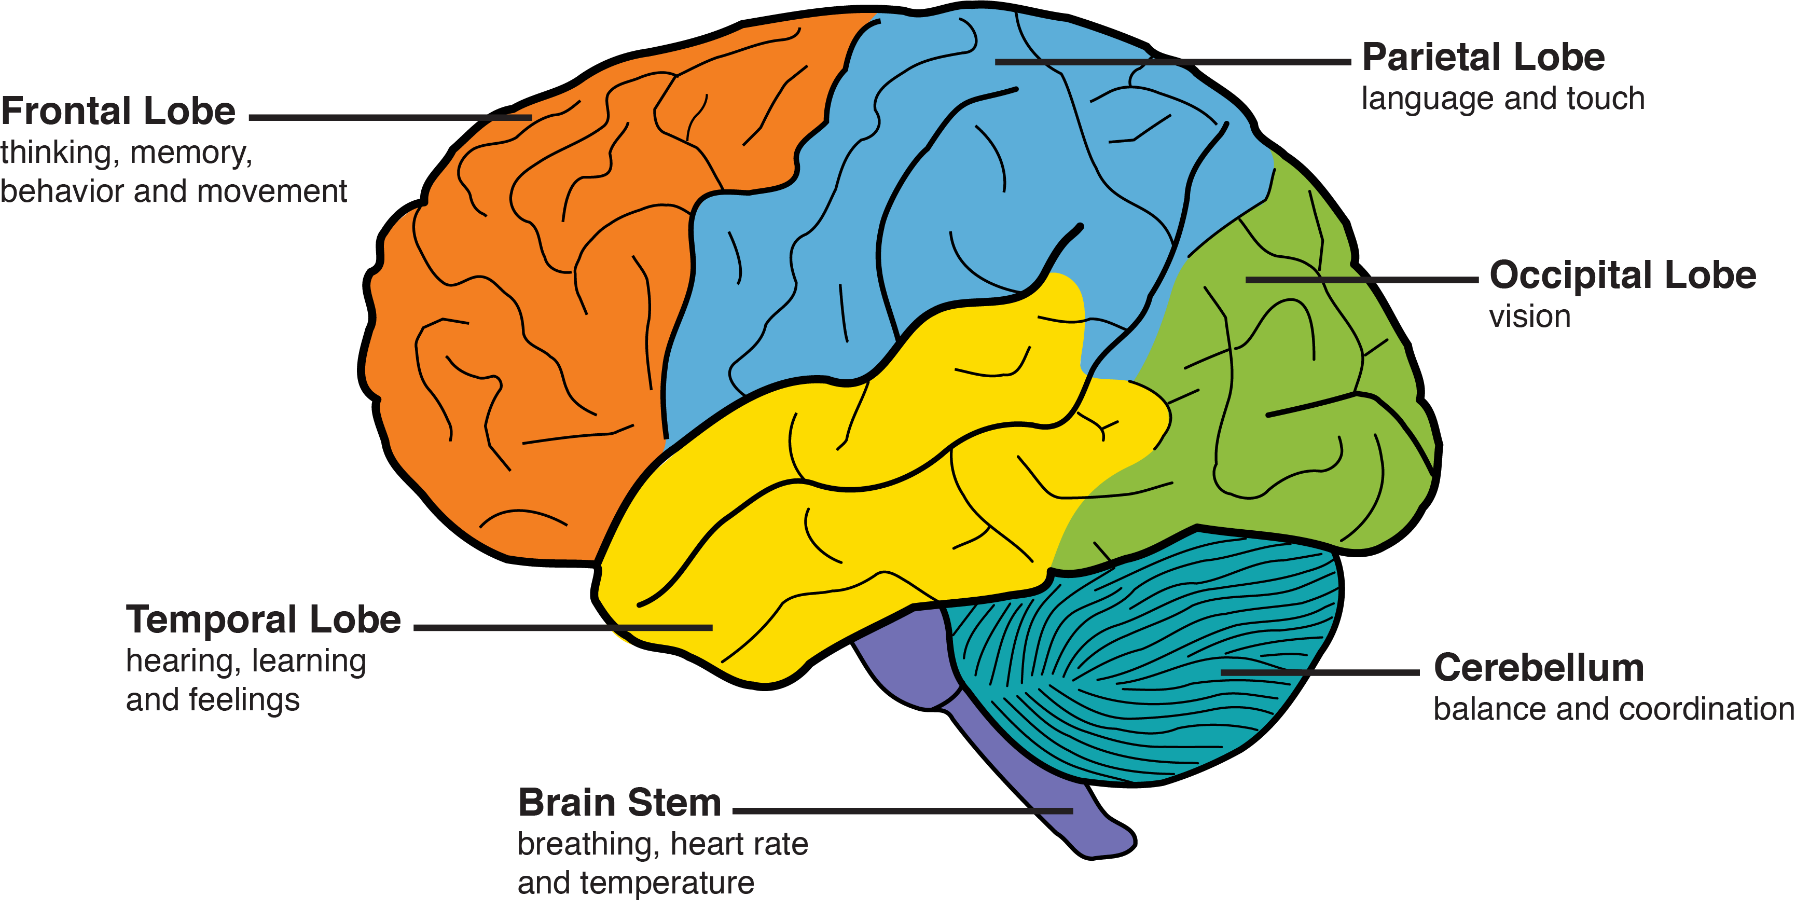 Frontal Lobe
thinking, memory,
behavior and movement
Parietal Lobe
language and touch
Occipital Lobe
vision
Temporal Lobe
hearing, learning
and feelings
Cerebellum
balance and coordination
Brain Stem
breathing, heart rate
and temperature